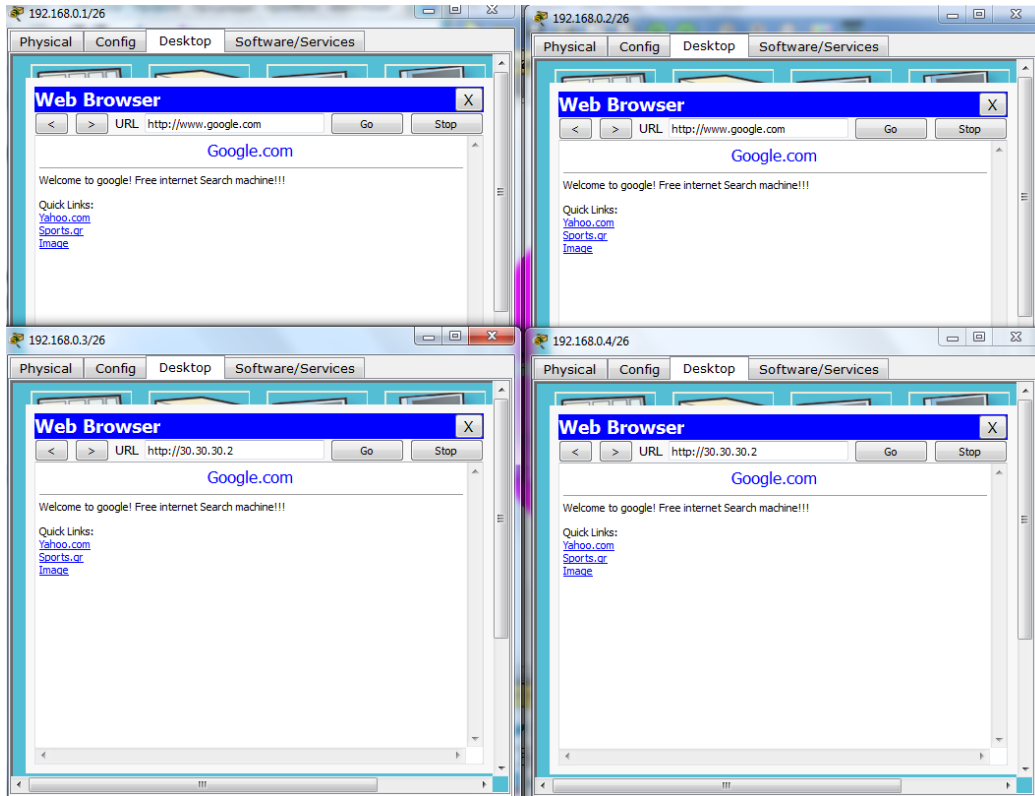 192.168.0.1/26
Physical Config Desktop Software/Services
Web Browser X
< > URL http://www.google.com Go Stop
Google.com
Welcome to google! Free internet Search machine!!!
Quick Links:
Yahoo.com
Sports.gr
Image
192.168.0.2/26
Physical Config Desktop Software/Services
Web Browser X
< > URL http://www.google.com Go Stop
Google.com
Welcome to google! Free internet Search machine!!!
Quick Links:
Yahoo.com
Sports.gr
Image
192.168.0.3/26
Physical Config Desktop Software/Services
Web Browser X
< > URL http://30.30.30.2 Go Stop
Google.com
Welcome to google! Free internet Search machine!!!
Quick Links:
Yahoo.com
Sports.gr
Image
192.168.0.4/26
Physical Config Desktop Software/Services
Web Browser X
< > URL http://30.30.30.2 Go Stop
Google.com
Welcome to google! Free internet Search machine!!!
Quick Links:
Yahoo.com
Sports.gr
Image